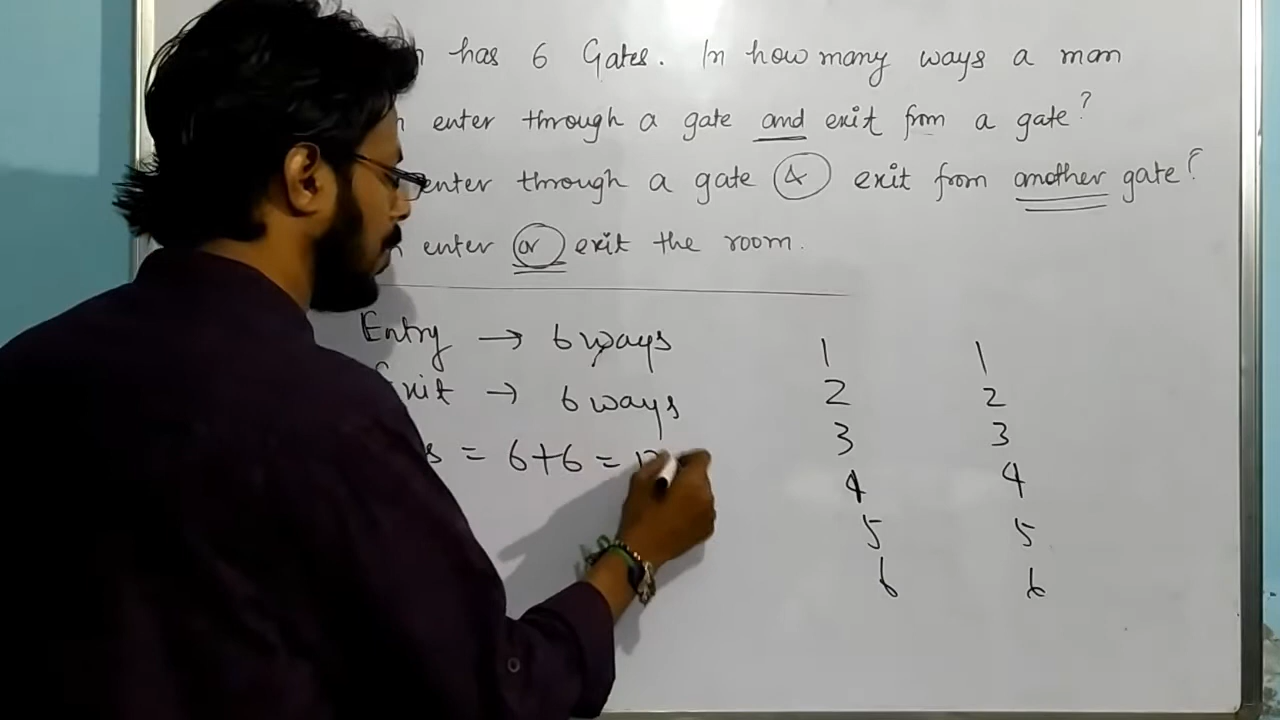 has 6 Gates. In how many ways a man
enter through a gate and exit from a gate?
enter through a gate & exit from another gate?
enter or exit the room.
Entry → 6 ways
Exit → 6 ways
= 6+6 =
1 1
2 2
3 3
4 4
5 5
6 6